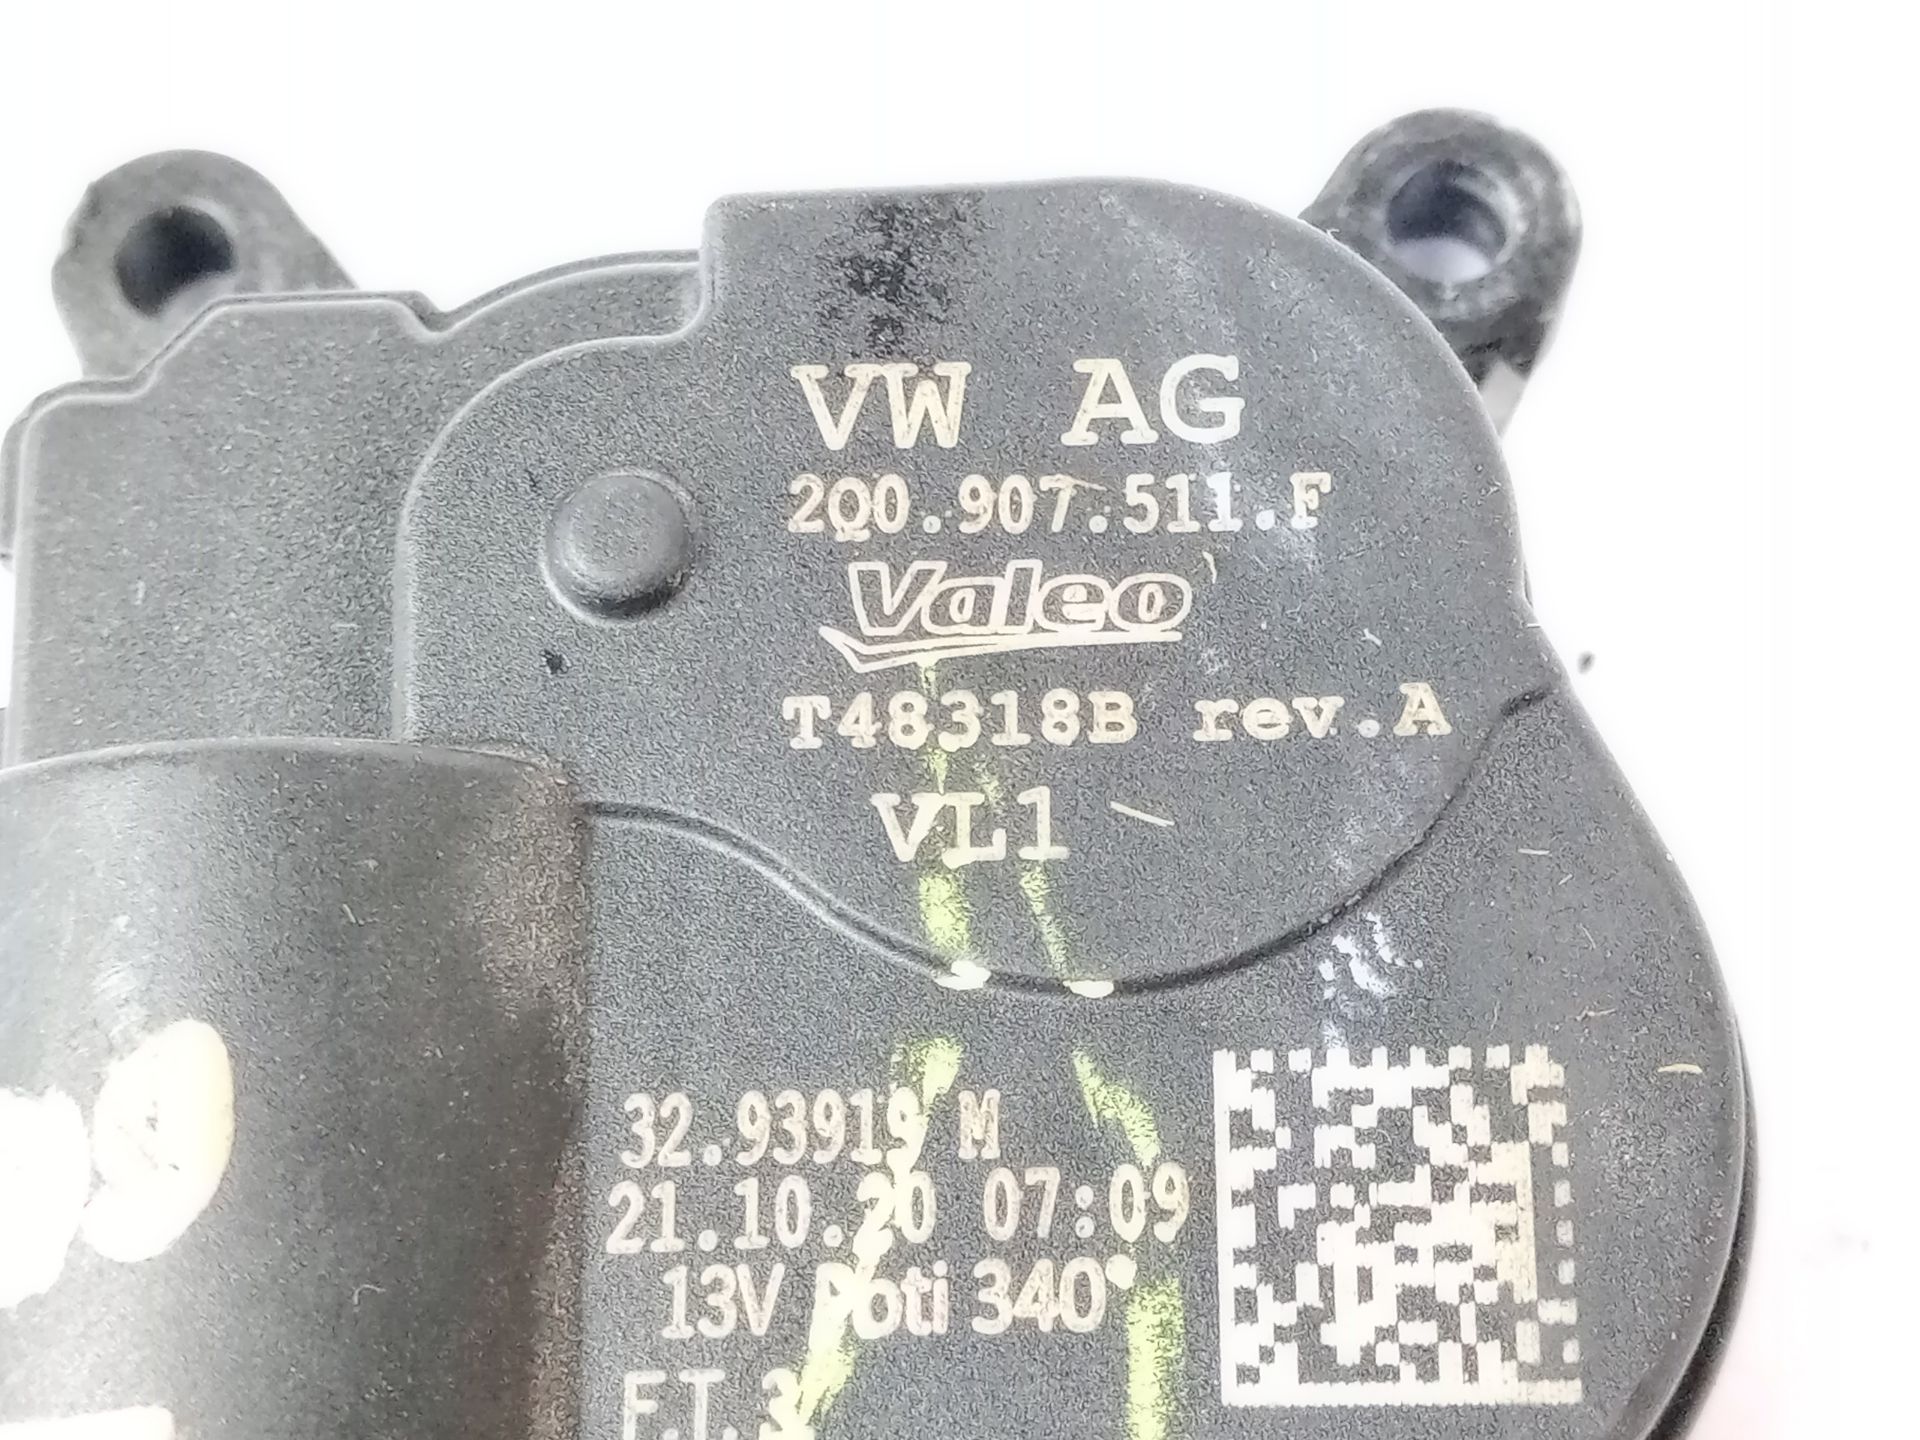 VW AG
2Q0.907.511.F
Valeo
T48318B rev.A
VL1
32.93919 M
21.10.20 07:09
13V Poti 340°
F.T.3